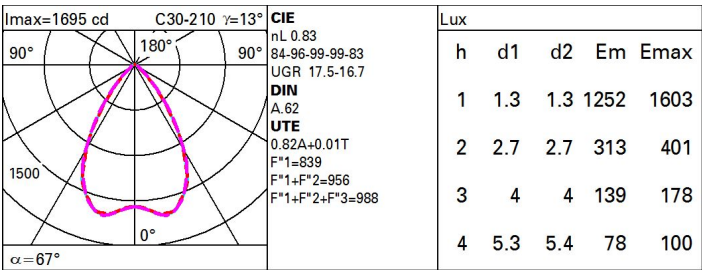 Imax=1695 cd C30-210 γ=13°
90° 180° 90°
1500
0°
α=67°
CIE
nL 0.83
84-96-99-99-83
UGR 17.5-16.7
DIN
A.62
UTE
0.82A+0.01T
F"1=839
F"1+F"2=956
F"1+F"2+F"3=988
Lux
h d1 d2 Em Emax
1 1.3 1.3 1252 1603
2 2.7 2.7 313 401
3 4 4 139 178
4 5.3 5.4 78 100